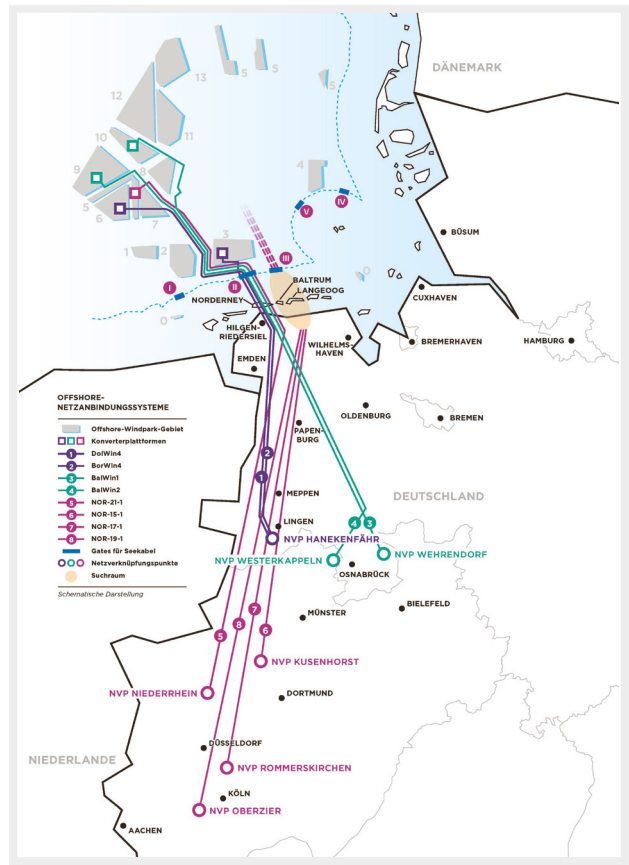 DÄNEMARK
13
5
5
5
12
10
11
9
8
4
5
6
7
V
IV
3
1
2
III
BÜSUM
I
II
BALTRUM
LANGEOOG
0
NORDERNEY
CUXHAVEN
0
HILGEN-
RIEDERSIEL
WILHELMS-
HAVEN
BREMERHAVEN
HAMBURG
EMDEN
OFFSHORE-
NETZANBINDUNGSSYSTEME
Offshore-Windpark-Gebiet
Konverterplattformen
1 DolWin4
2 BorWin4
3 BalWin1
4 BalWin2
5 NOR-21-1
6 NOR-15-1
7 NOR-17-1
8 NOR-19-1
Gates für Seekabel
Netzverknüpfungspunkte
Suchraum
Schematische Darstellung
OLDENBURG
BREMEN
PAPEN-
BURG
2
1
MEPPEN
DEUTSCHLAND
LINGEN
4
3
NVP HANEKENFÄHR
NVP WESTERKAPPELN
NVP WEHRENDORF
OSNABRÜCK
7
BIELEFELD
MÜNSTER
8
5
6
NVP KUSENHORST
NVP NIEDERRHEIN
DORTMUND
DÜSSELDORF
NIEDERLANDE
NVP ROMMERSKIRCHEN
KÖLN
NVP OBERZIER
AACHEN